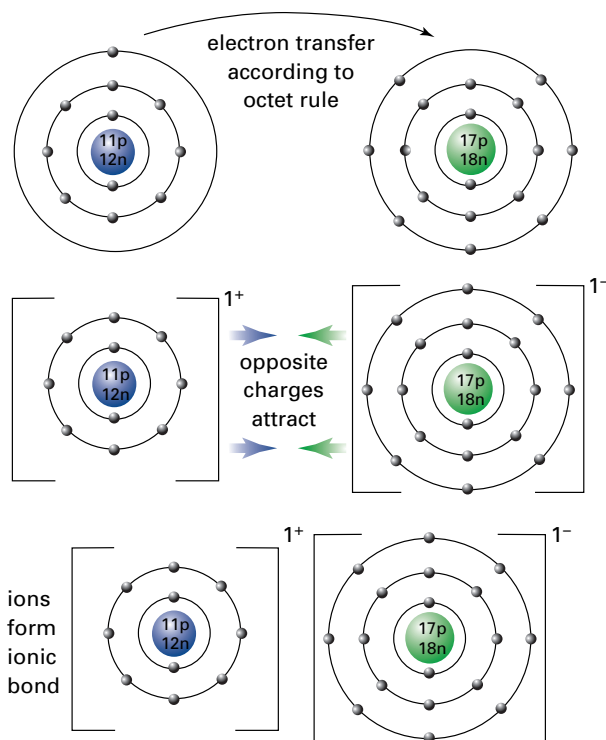 electron transfer
according to
octet rule
11p
12n
17p
18n
1+
1−
11p
12n
opposite
charges
attract
17p
18n
1+
1−
ions
form
ionic
bond
11p
12n
17p
18n